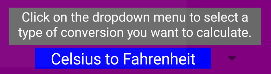 Click on the dropdown menu to select a
type of conversion you want to calculate.
Celsius to Fahrenheit